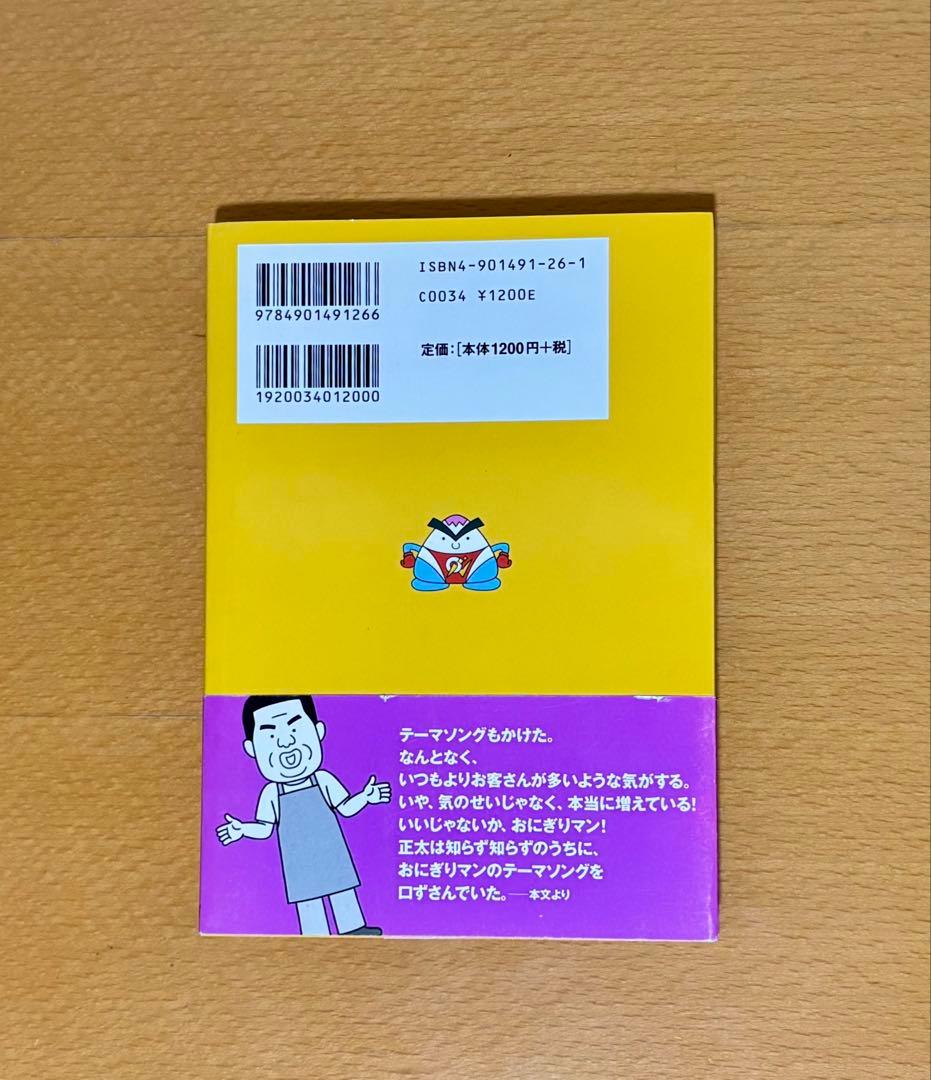 ISBN4-901491-26-1
C0034 ¥1200E
9784901491266
定価:[本体1200円+税]
1920034012000
テーマソングもかけた。
なんとなく、
いつもよりお客さんが多いような気がする。
いや、気のせいじゃなく、本当に増えている!
いいじゃないか、おにぎりマン!
正太は知らず知らずのうちに、
おにぎりマンのテーマソングを
口ずさんでいた。──本文より